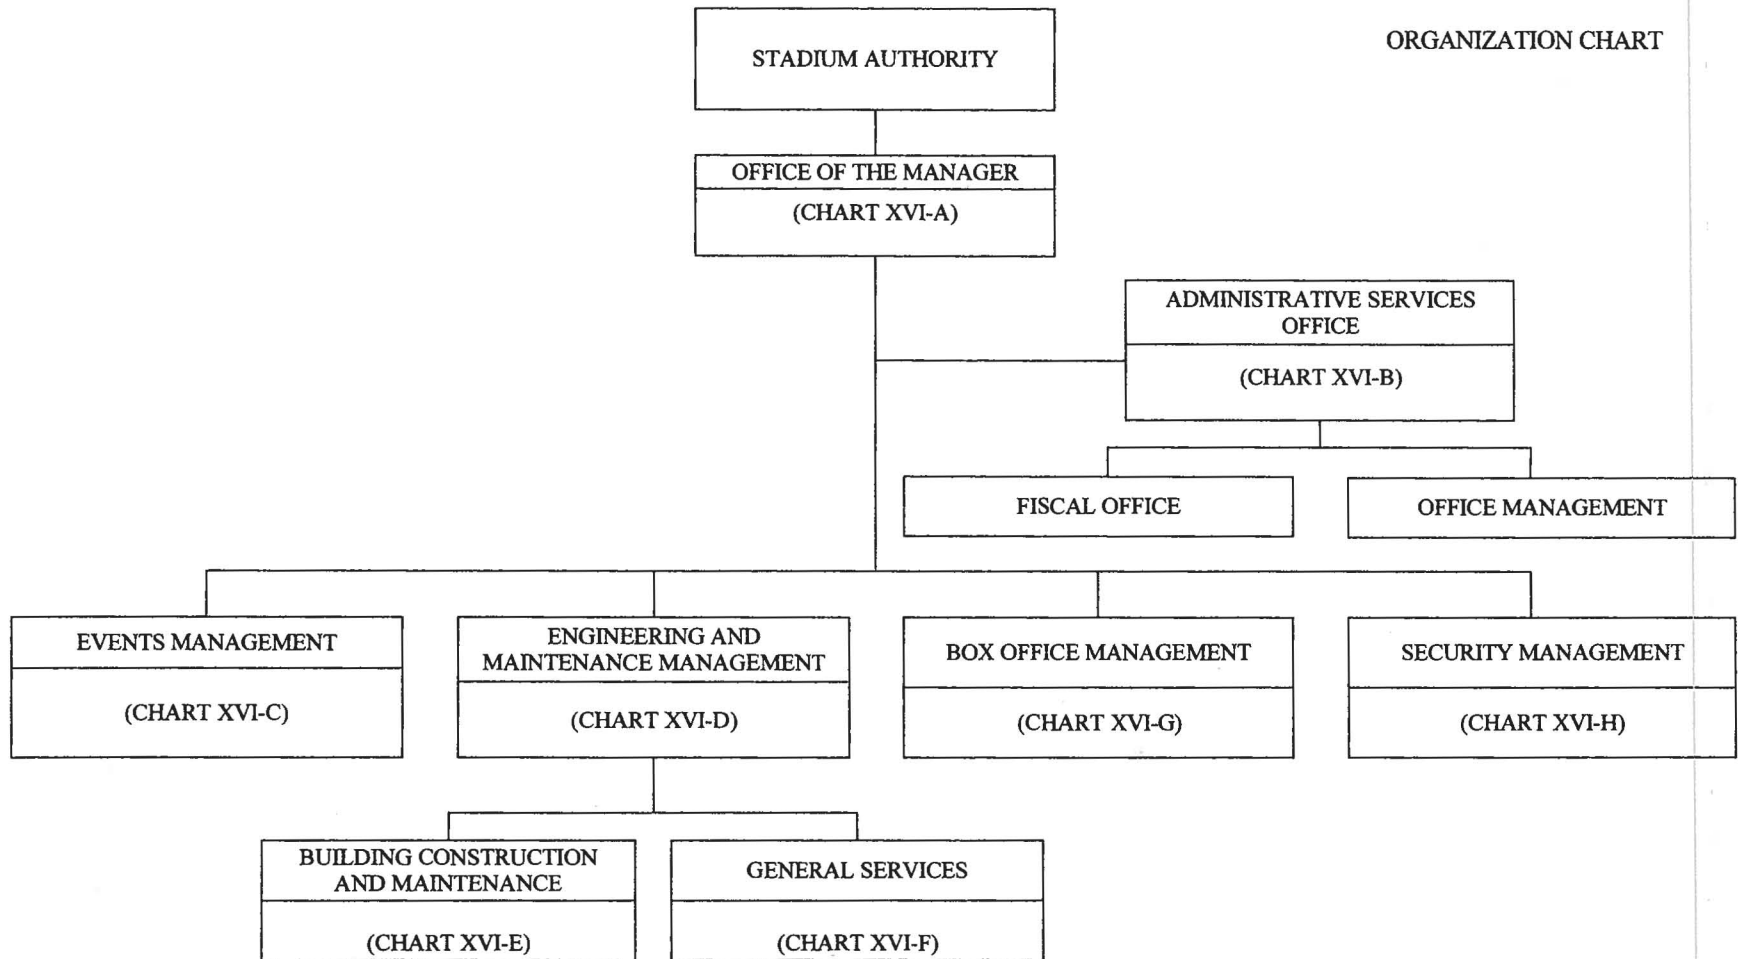 ORGANIZATION CHART
STADIUM AUTHORITY
OFFICE OF THE MANAGER
(CHART XVI-A)
ADMINISTRATIVE SERVICES
OFFICE
(CHART XVI-B)
FISCAL OFFICE
OFFICE MANAGEMENT
EVENTS MANAGEMENT
(CHART XVI-C)
ENGINEERING AND
MAINTENANCE MANAGEMENT
(CHART XVI-D)
BOX OFFICE MANAGEMENT
(CHART XVI-G)
SECURITY MANAGEMENT
(CHART XVI-H)
BUILDING CONSTRUCTION
AND MAINTENANCE
(CHART XVI-E)
GENERAL SERVICES
(CHART XVI-F)